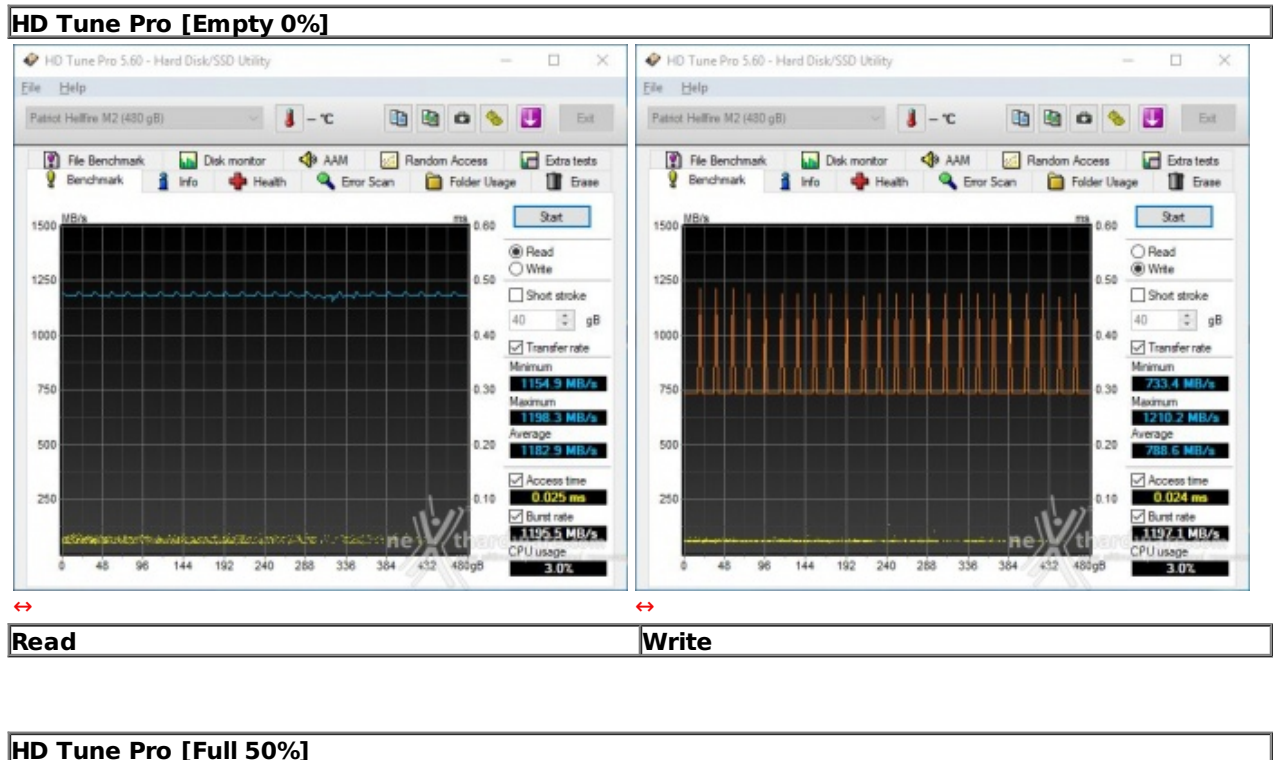 HD Tune Pro [Empty 0%]
HD Tune Pro 5.60 - Hard Disk/SSD Utility
File Help
Patriot Hellfire M2 (480 gB)
– °C
Exit
File Benchmark Disk monitor AAM Random Access Extra tests
Benchmark Info Health Error Scan Folder Usage Erase
MB/s ms
1500 0.60
1250 0.50
1000 0.40
750 0.30
500 0.20
250 0.10
0 48 96 144 192 240 288 336 384 432 480gB
Start
Read
Write
Short stroke
40 gB
Transfer rate
Minimum
1154.9 MB/s
Maximum
1198.3 MB/s
Average
1182.9 MB/s
Access time
0.025 ms
Burst rate
1195.5 MB/s
CPU usage
3.0%
HD Tune Pro 5.60 - Hard Disk/SSD Utility
File Help
Patriot Hellfire M2 (480 gB)
– °C
Exit
File Benchmark Disk monitor AAM Random Access Extra tests
Benchmark Info Health Error Scan Folder Usage Erase
MB/s ms
1500 0.60
1250 0.50
1000 0.40
750 0.30
500 0.20
250 0.10
0 48 96 144 192 240 288 336 384 432 480gB
Start
Read
Write
Short stroke
40 gB
Transfer rate
Minimum
733.4 MB/s
Maximum
1210.2 MB/s
Average
788.6 MB/s
Access time
0.024 ms
Burst rate
1197.1 MB/s
CPU usage
3.0%
↔ ↔
Read Write
HD Tune Pro [Full 50%]